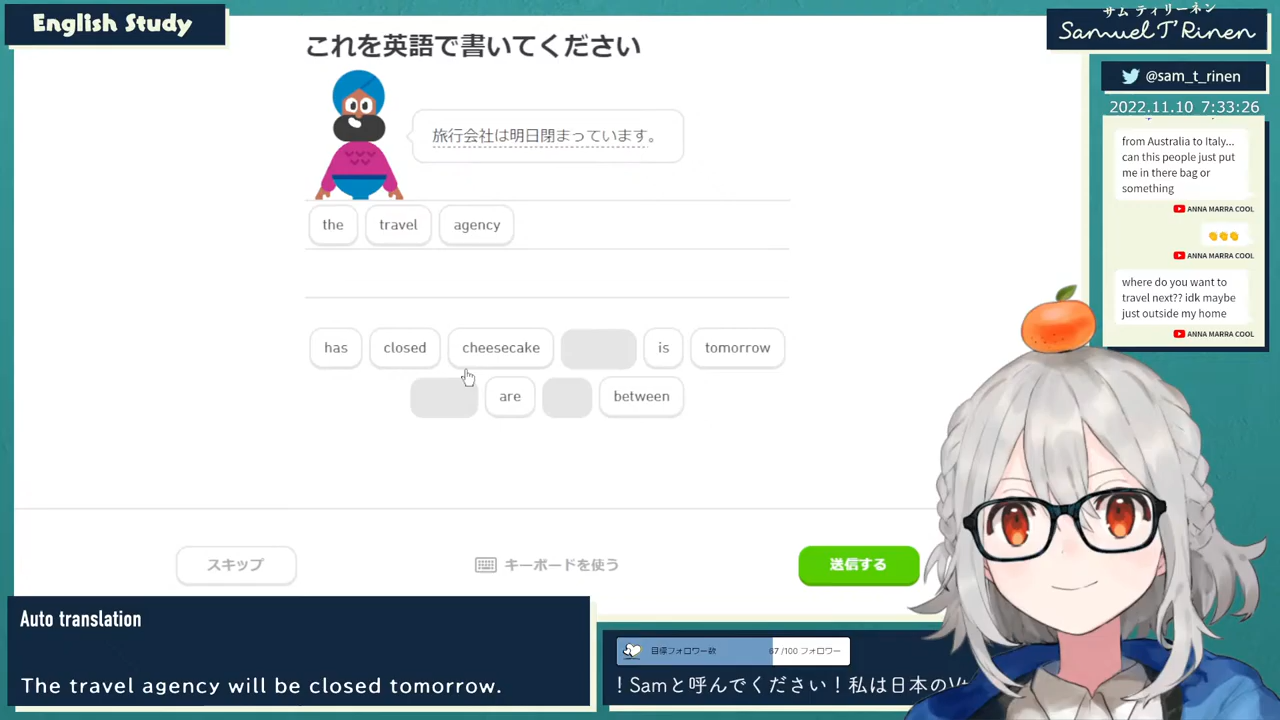 English Study
これを英語で書いてください
旅行会社は明日閉まっています。
the travel agency
has closed cheesecake is tomorrow
are between
スキップ
キーボードを使う
送信する
Auto translation
The travel agency will be closed tomorrow.
目標フォロワー数 67 /100 フォロワー
！Samと呼んでください！私は日本のV
サム ティリーネン
Samuel T'Rinen
@sam_t_rinen
2022.11.10 7:33:26
from Australia to Italy...
can this people just put
me in there bag or
something
ANNA MARRA COOL
👏👏👏
ANNA MARRA COOL
where do you want to
travel next?? idk maybe
just outside my home
ANNA MARRA COOL